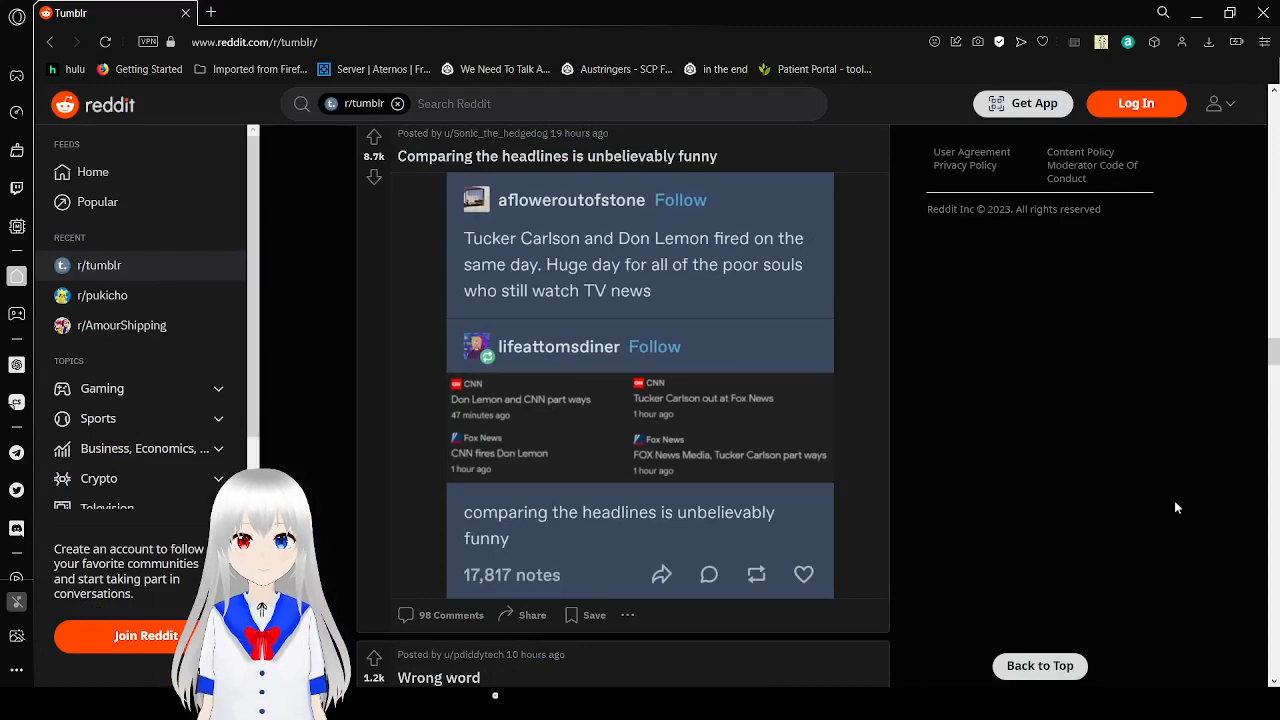 Tumblr
VPN
www.reddit.com/r/tumblr/
hulu
Getting Started
Imported from Firef...
Server | Aternos | Fr...
We Need To Talk A...
Austringers - SCP F...
in the end
Patient Portal - tool...
reddit
r/tumblr
Search Reddit
Get App
Log In
FEEDS
Home
Popular
RECENT
r/tumblr
r/pukicho
r/AmourShipping
TOPICS
Gaming
Sports
Business, Economics, ...
Crypto
Television
Create an account to follow
your favorite communities
and start taking part in
conversations.
Join Reddit
Posted by u/Sonic_the_hedgedog 19 hours ago
8.7k
Comparing the headlines is unbelievably funny
afloweroutofstone Follow
Tucker Carlson and Don Lemon fired on the
same day. Huge day for all of the poor souls
who still watch TV news
lifeattomsdiner Follow
CNN
Don Lemon and CNN part ways
47 minutes ago
Fox News
CNN fires Don Lemon
1 hour ago
CNN
Tucker Carlson out at Fox News
1 hour ago
Fox News
FOX News Media, Tucker Carlson part ways
1 hour ago
comparing the headlines is unbelievably
funny
17,817 notes
98 Comments
Share
Save
Posted by u/pdiddytech 10 hours ago
1.2k
Wrong word
User Agreement
Privacy Policy
Content Policy
Moderator Code Of
Conduct
Reddit Inc © 2023. All rights reserved
Back to Top